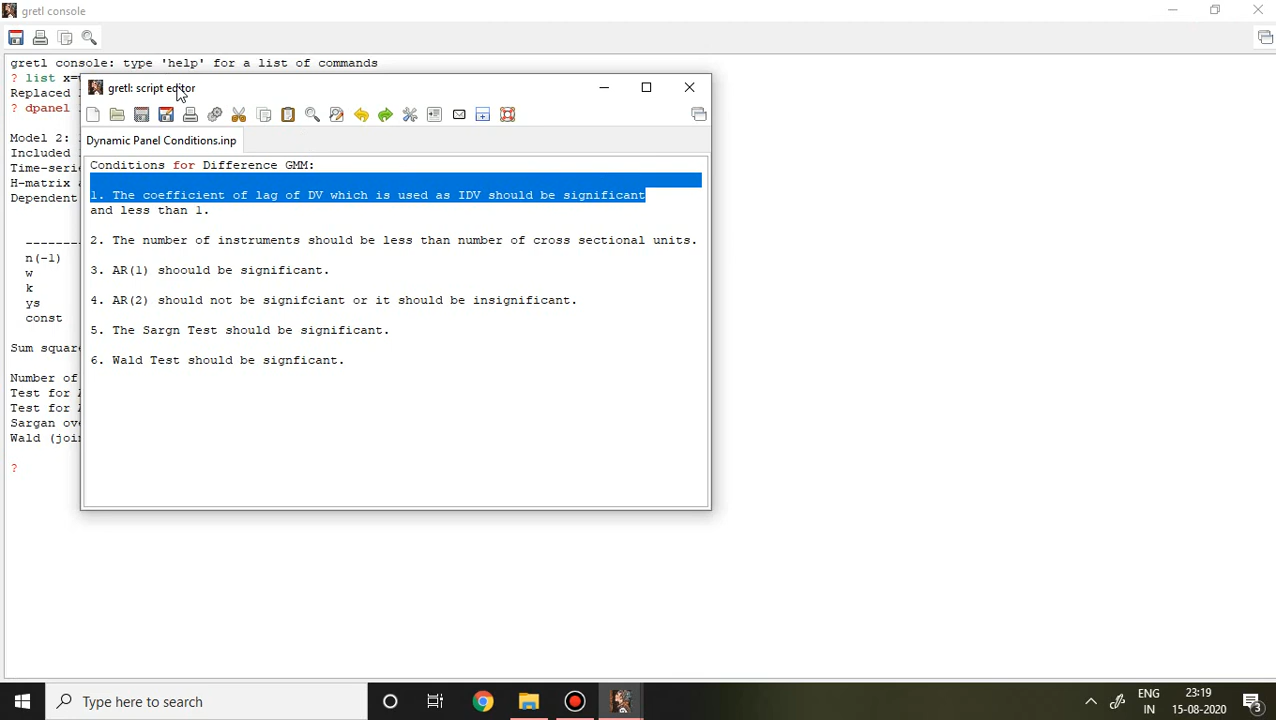 gretl console
gretl console: type 'help' for a list of commands
? list x=
Replaced
? dpanel
Model 2:
Included
Time-serie
H-matrix
Dependent
n(-1)
w
k
ys
const
Sum square
Number of
Test for
Test for
Sargan ov
Wald (join
?
gretl: script editor
Dynamic Panel Conditions.inp
Conditions for Difference GMM:
1. The coefficient of lag of DV which is used as IDV should be significant
and less than 1.
2. The number of instruments should be less than number of cross sectional units.
3. AR(1) shoould be significant.
4. AR(2) should not be signifciant or it should be insignificant.
5. The Sargn Test should be significant.
6. Wald Test should be signficant.
Type here to search
ENG
IN
23:19
15-08-2020
3